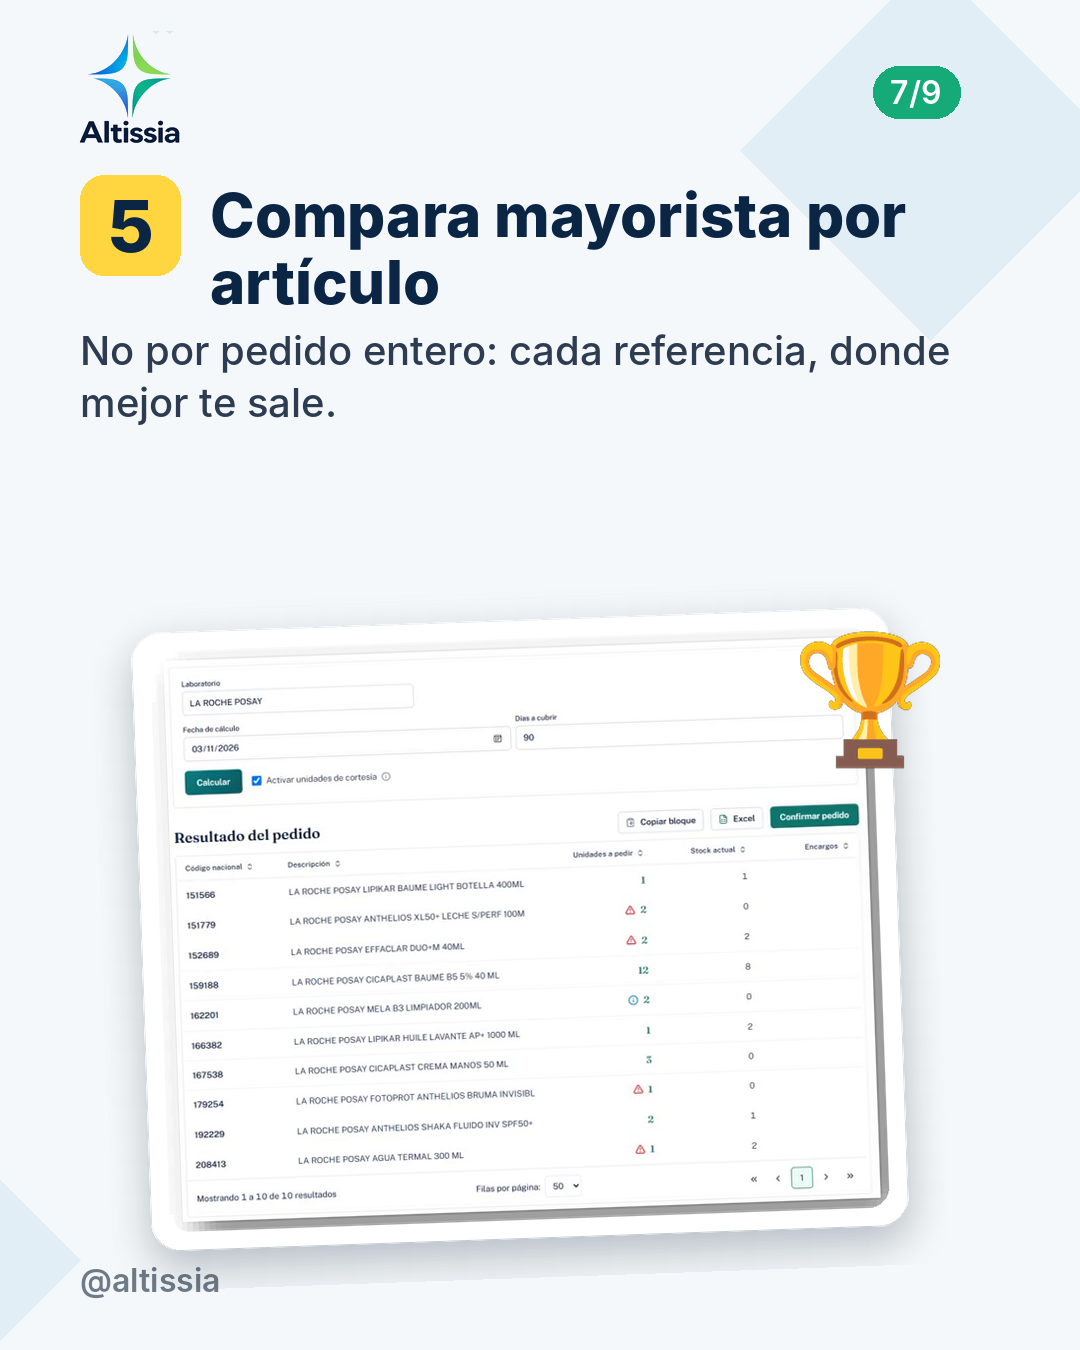 Altissia
7/9
5
Compara mayorista por
artículo
No por pedido entero: cada referencia, donde
mejor te sale.
Laboratorio
LA ROCHE POSAY
Fecha de cálculo
Días a cubrir
03/11/2026
90
Calcular
Activar unidades de cortesía
Resultado del pedido
Copiar bloque
Excel
Confirmar pedido
Código nacional Descripción Unidades a pedir Stock actual Encargos
151566 LA ROCHE POSAY LIPIKAR BAUME LIGHT BOTELLA 400ML 1 1
151779 LA ROCHE POSAY ANTHELIOS XL50+ LECHE S/PERF 100M 2 0
152689 LA ROCHE POSAY EFFACLAR DUO+M 40ML 2 2
159188 LA ROCHE POSAY CICAPLAST BAUME B5 5% 40 ML 12 8
162201 LA ROCHE POSAY MELA B3 LIMPIADOR 200ML 2 0
166382 LA ROCHE POSAY LIPIKAR HUILE LAVANTE AP+ 1000 ML 1 2
167538 LA ROCHE POSAY CICAPLAST CREMA MANOS 50 ML 3 0
179254 LA ROCHE POSAY FOTOPROT ANTHELIOS BRUMA INVISIBL 1 0
192229 LA ROCHE POSAY ANTHELIOS SHAKA FLUIDO INV SPF50+ 2 1
208413 LA ROCHE POSAY AGUA TERMAL 300 ML 1 2
Mostrando 1 a 10 de 10 resultados
Filas por página: 50
« ‹ 1 › »
@altissia